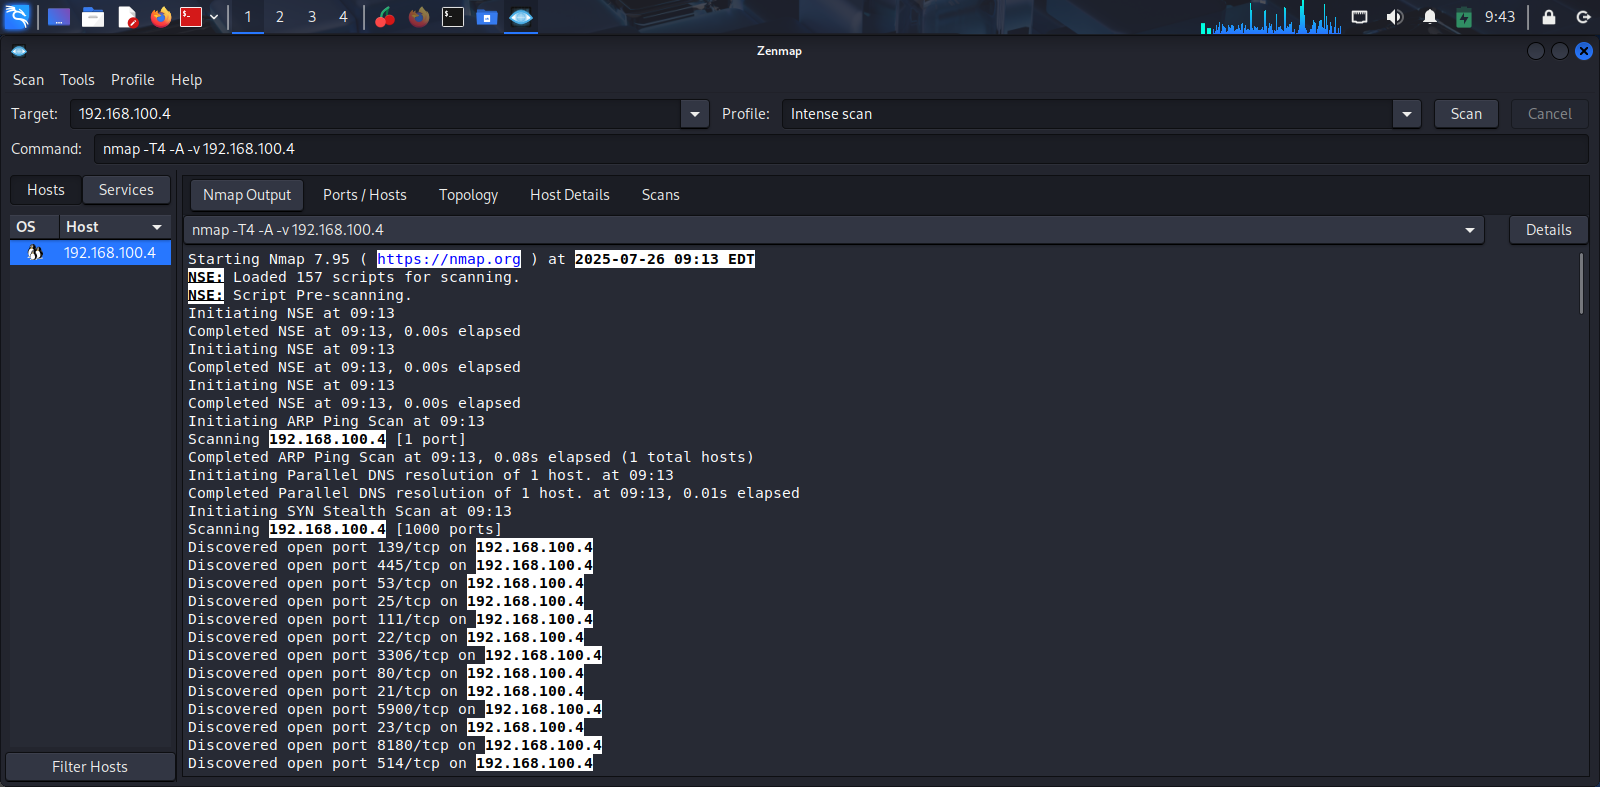 1 2 3 4 9:43
Zenmap
Scan Tools Profile Help
Target: 192.168.100.4 Profile: Intense scan Scan Cancel
Command: nmap -T4 -A -v 192.168.100.4
Hosts Services
OS Host
192.168.100.4
Filter Hosts
Nmap Output Ports / Hosts Topology Host Details Scans
nmap -T4 -A -v 192.168.100.4 Details
Starting Nmap 7.95 ( https://nmap.org ) at 2025-07-26 09:13 EDT
NSE: Loaded 157 scripts for scanning.
NSE: Script Pre-scanning.
Initiating NSE at 09:13
Completed NSE at 09:13, 0.00s elapsed
Initiating NSE at 09:13
Completed NSE at 09:13, 0.00s elapsed
Initiating NSE at 09:13
Completed NSE at 09:13, 0.00s elapsed
Initiating ARP Ping Scan at 09:13
Scanning 192.168.100.4 [1 port]
Completed ARP Ping Scan at 09:13, 0.08s elapsed (1 total hosts)
Initiating Parallel DNS resolution of 1 host. at 09:13
Completed Parallel DNS resolution of 1 host. at 09:13, 0.01s elapsed
Initiating SYN Stealth Scan at 09:13
Scanning 192.168.100.4 [1000 ports]
Discovered open port 139/tcp on 192.168.100.4
Discovered open port 445/tcp on 192.168.100.4
Discovered open port 53/tcp on 192.168.100.4
Discovered open port 25/tcp on 192.168.100.4
Discovered open port 111/tcp on 192.168.100.4
Discovered open port 22/tcp on 192.168.100.4
Discovered open port 3306/tcp on 192.168.100.4
Discovered open port 80/tcp on 192.168.100.4
Discovered open port 21/tcp on 192.168.100.4
Discovered open port 5900/tcp on 192.168.100.4
Discovered open port 23/tcp on 192.168.100.4
Discovered open port 8180/tcp on 192.168.100.4
Discovered open port 514/tcp on 192.168.100.4